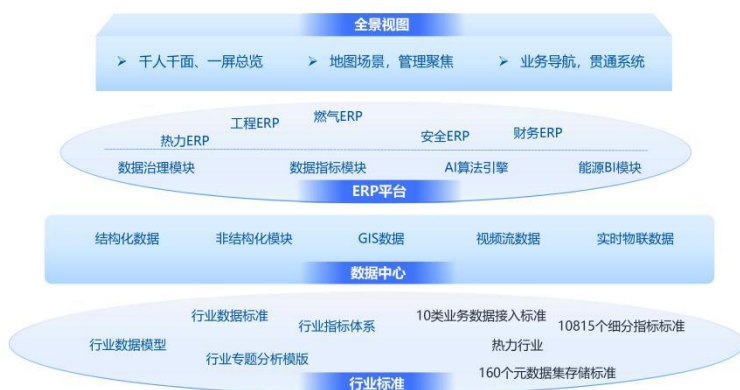 全景视图
➢ 千人千面、一屏总览
➢ 地图场景，管理聚焦
➢ 业务导航，贯通系统
热力ERP
工程ERP
燃气ERP
安全ERP
财务ERP
数据治理模块
数据指标模块
AI算法引擎
能源BI模块
ERP平台
结构化数据
非结构化模块
GIS数据
视频流数据
实时物联数据
数据中心
行业数据模型
行业数据标准
行业专题分析模版
行业指标体系
10类业务数据接入标准
10815个细分指标标准
热力行业
160个元数据集存储标准
行业标准